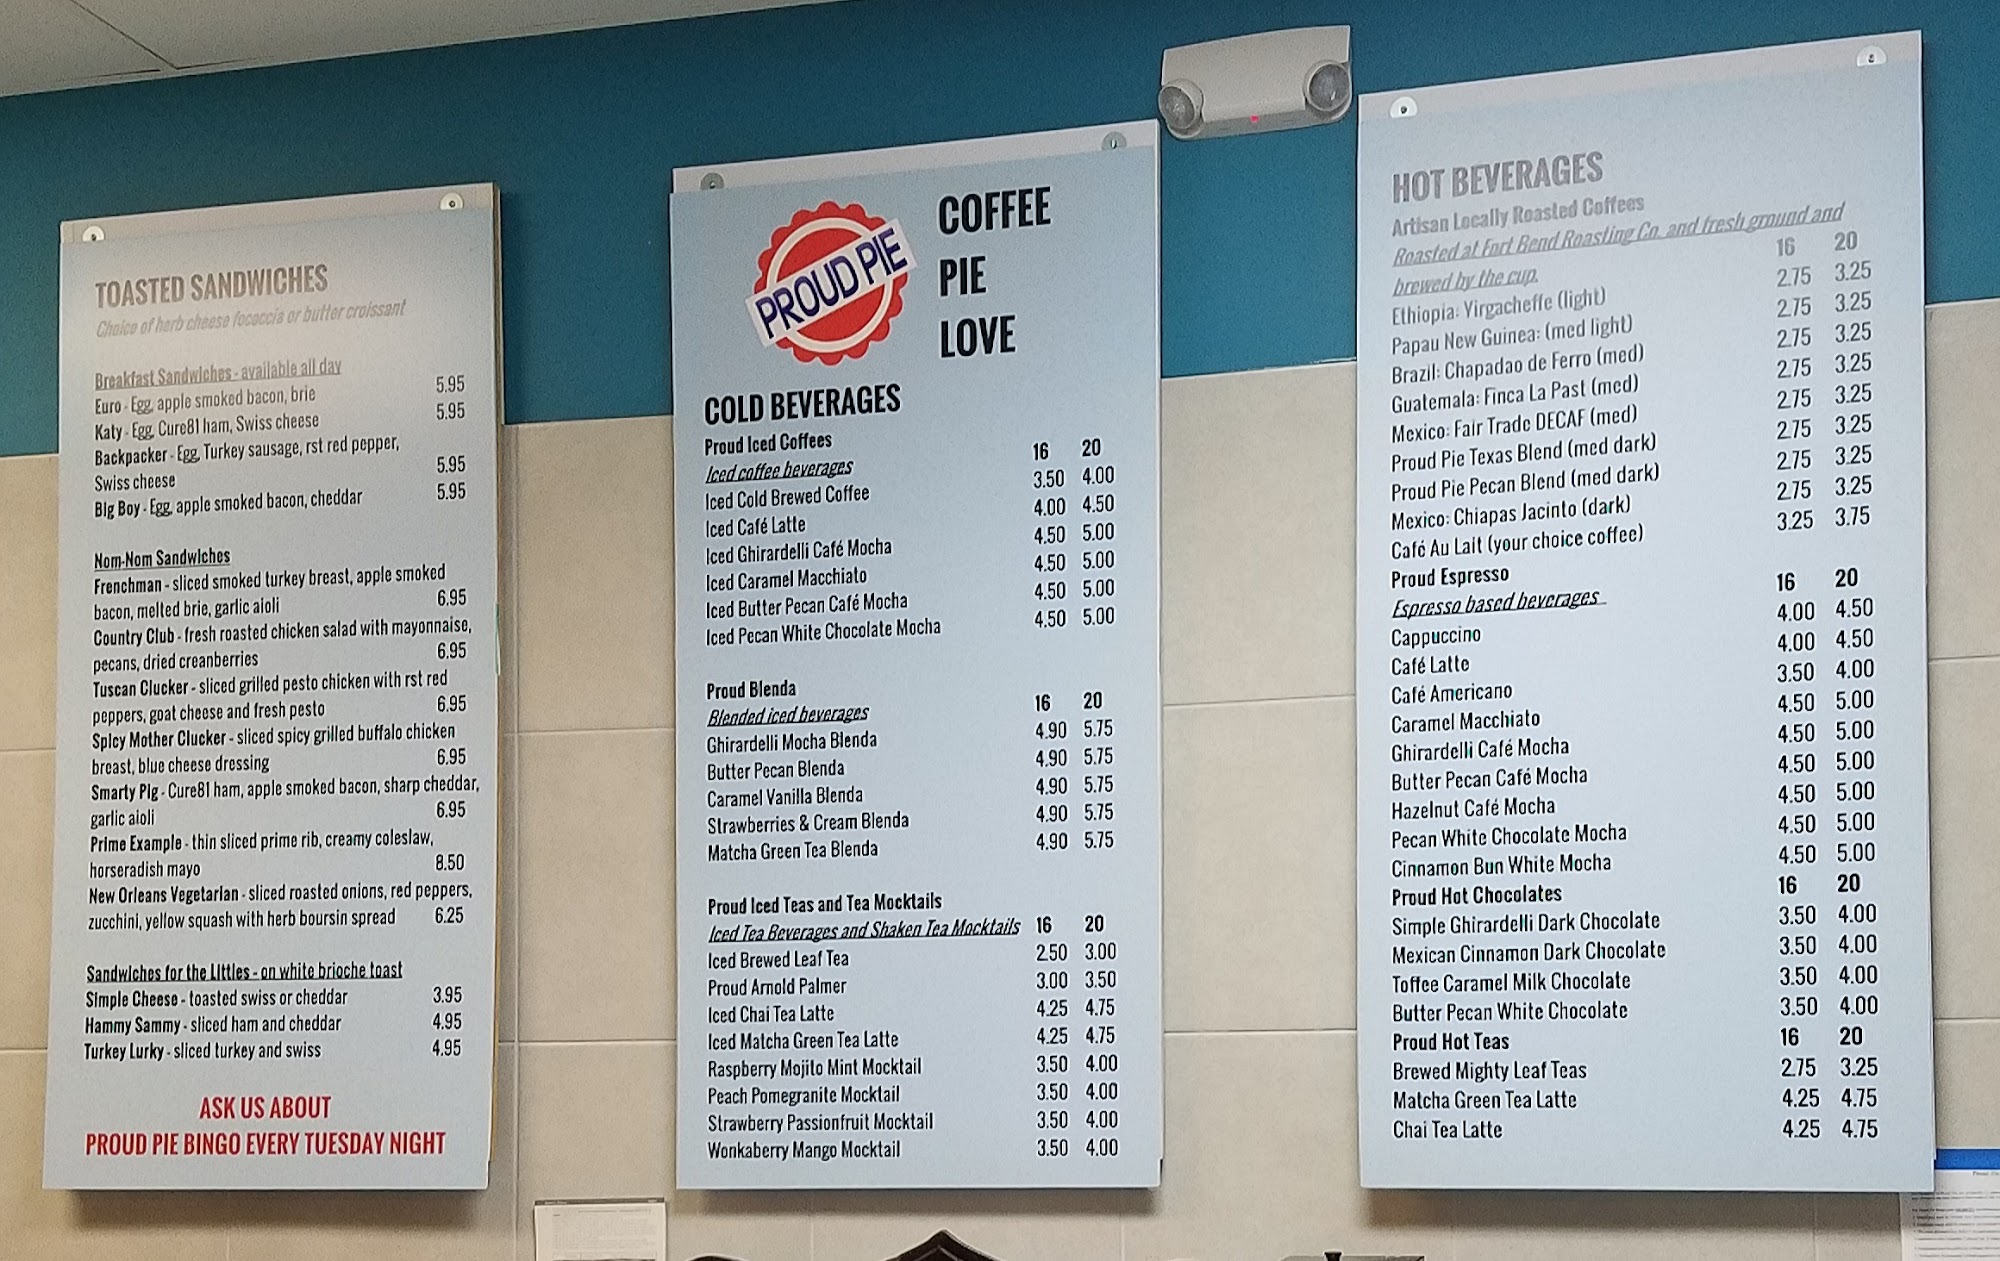 TOASTED SANDWICHES
Choice of herb cheese fococcia or butter croissant
Breakfast Sandwiches - available all day
Euro - Egg, apple smoked bacon, brie 5.95
Katy - Egg, Cure81 ham, Swiss cheese 5.95
Backpacker - Egg, Turkey sausage, rst red pepper,
Swiss cheese 5.95
Big Boy - Egg, apple smoked bacon, cheddar 5.95
Nom-Nom Sandwiches
Frenchman - sliced smoked turkey breast, apple smoked
bacon, melted brie, garlic aioli 6.95
Country Club - fresh roasted chicken salad with mayonnaise,
pecans, dried creanberries 6.95
Tuscan Clucker - sliced grilled pesto chicken with rst red
peppers, goat cheese and fresh pesto 6.95
Spicy Mother Clucker - sliced spicy grilled buffalo chicken
breast, blue cheese dressing 6.95
Smarty Pig - Cure81 ham, apple smoked bacon, sharp cheddar,
garlic aioli 6.95
Prime Example - thin sliced prime rib, creamy coleslaw,
horseradish mayo 8.50
New Orleans Vegetarian - sliced roasted onions, red peppers,
zucchini, yellow squash with herb boursin spread 6.25
Sandwiches for the Littles - on white brioche toast
Simple Cheese - toasted swiss or cheddar 3.95
Hammy Sammy - sliced ham and cheddar 4.95
Turkey Lurky - sliced turkey and swiss 4.95
ASK US ABOUT
PROUD PIE BINGO EVERY TUESDAY NIGHT
PROUD PIE
COFFEE
PIE
LOVE
COLD BEVERAGES
Proud Iced Coffees
Iced coffee beverages 16 20
Iced Cold Brewed Coffee 3.50 4.00
Iced Café Latte 4.00 4.50
Iced Ghirardelli Café Mocha 4.50 5.00
Iced Caramel Macchiato 4.50 5.00
Iced Butter Pecan Café Mocha 4.50 5.00
Iced Pecan White Chocolate Mocha 4.50 5.00
Proud Blenda
Blended iced beverages 16 20
Ghirardelli Mocha Blenda 4.90 5.75
Butter Pecan Blenda 4.90 5.75
Caramel Vanilla Blenda 4.90 5.75
Strawberries & Cream Blenda 4.90 5.75
Matcha Green Tea Blenda 4.90 5.75
Proud Iced Teas and Tea Mocktails
Iced Tea Beverages and Shaken Tea Mocktails 16 20
Iced Brewed Leaf Tea 2.50 3.00
Proud Arnold Palmer 3.00 3.50
Iced Chai Tea Latte 4.25 4.75
Iced Matcha Green Tea Latte 4.25 4.75
Raspberry Mojito Mint Mocktail 3.50 4.00
Peach Pomegranite Mocktail 3.50 4.00
Strawberry Passionfruit Mocktail 3.50 4.00
Wonkaberry Mango Mocktail 3.50 4.00
HOT BEVERAGES
Artisan Locally Roasted Coffees
Roasted at Fort Bend Roasting Co. and fresh ground and
brewed by the cup. 16 20
Ethiopia: Yirgacheffe (light) 2.75 3.25
Papau New Guinea: (med light) 2.75 3.25
Brazil: Chapadao de Ferro (med) 2.75 3.25
Guatemala: Finca La Past (med) 2.75 3.25
Mexico: Fair Trade DECAF (med) 2.75 3.25
Proud Pie Texas Blend (med dark) 2.75 3.25
Proud Pie Pecan Blend (med dark) 2.75 3.25
Mexico: Chiapas Jacinto (dark) 2.75 3.25
Café Au Lait (your choice coffee) 3.25 3.75
Proud Espresso
Espresso based beverages 16 20
Cappuccino 4.00 4.50
Café Latte 4.00 4.50
Café Americano 3.50 4.00
Caramel Macchiato 4.50 5.00
Ghirardelli Café Mocha 4.50 5.00
Butter Pecan Café Mocha 4.50 5.00
Hazelnut Café Mocha 4.50 5.00
Pecan White Chocolate Mocha 4.50 5.00
Cinnamon Bun White Mocha 4.50 5.00
Proud Hot Chocolates 16 20
Simple Ghirardelli Dark Chocolate 3.50 4.00
Mexican Cinnamon Dark Chocolate 3.50 4.00
Toffee Caramel Milk Chocolate 3.50 4.00
Butter Pecan White Chocolate 3.50 4.00
Proud Hot Teas 16 20
Brewed Mighty Leaf Teas 2.75 3.25
Matcha Green Tea Latte 4.25 4.75
Chai Tea Latte 4.25 4.75